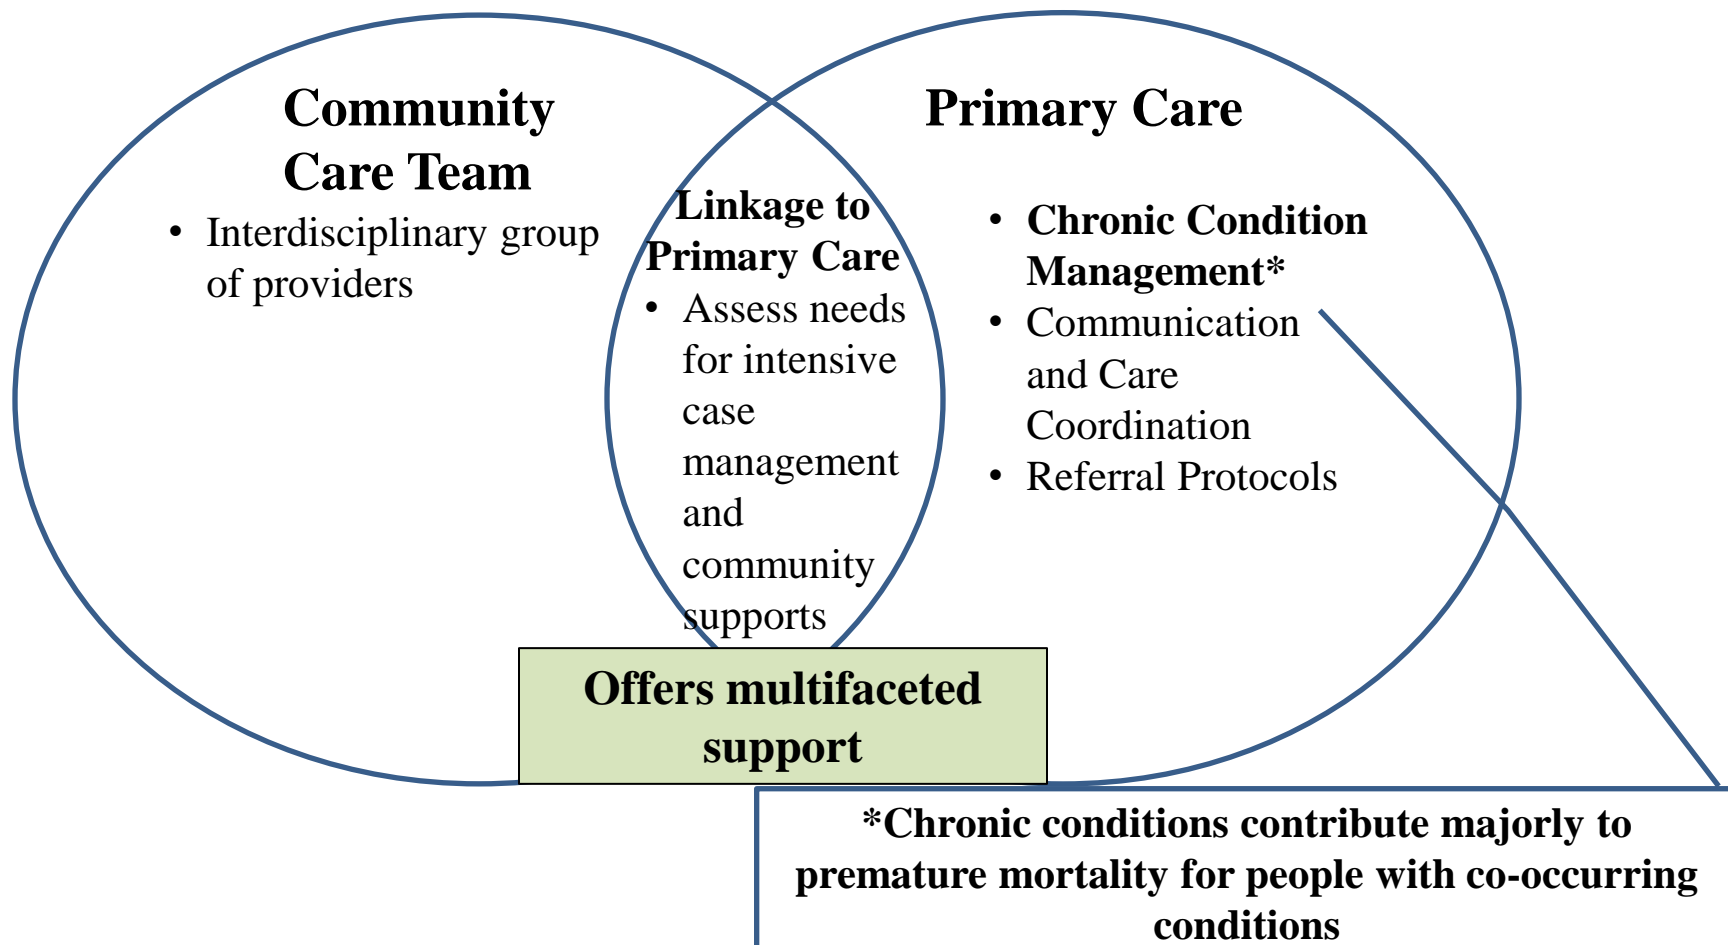 Community
Care Team
• Interdisciplinary group
of providers
Linkage to
Primary Care
• Assess needs
for intensive
case
management
and
community
supports
Primary Care
• Chronic Condition
Management*
• Communication
and Care
Coordination
• Referral Protocols
Offers multifaceted
support
*Chronic conditions contribute majorly to
premature mortality for people with co-occurring
conditions